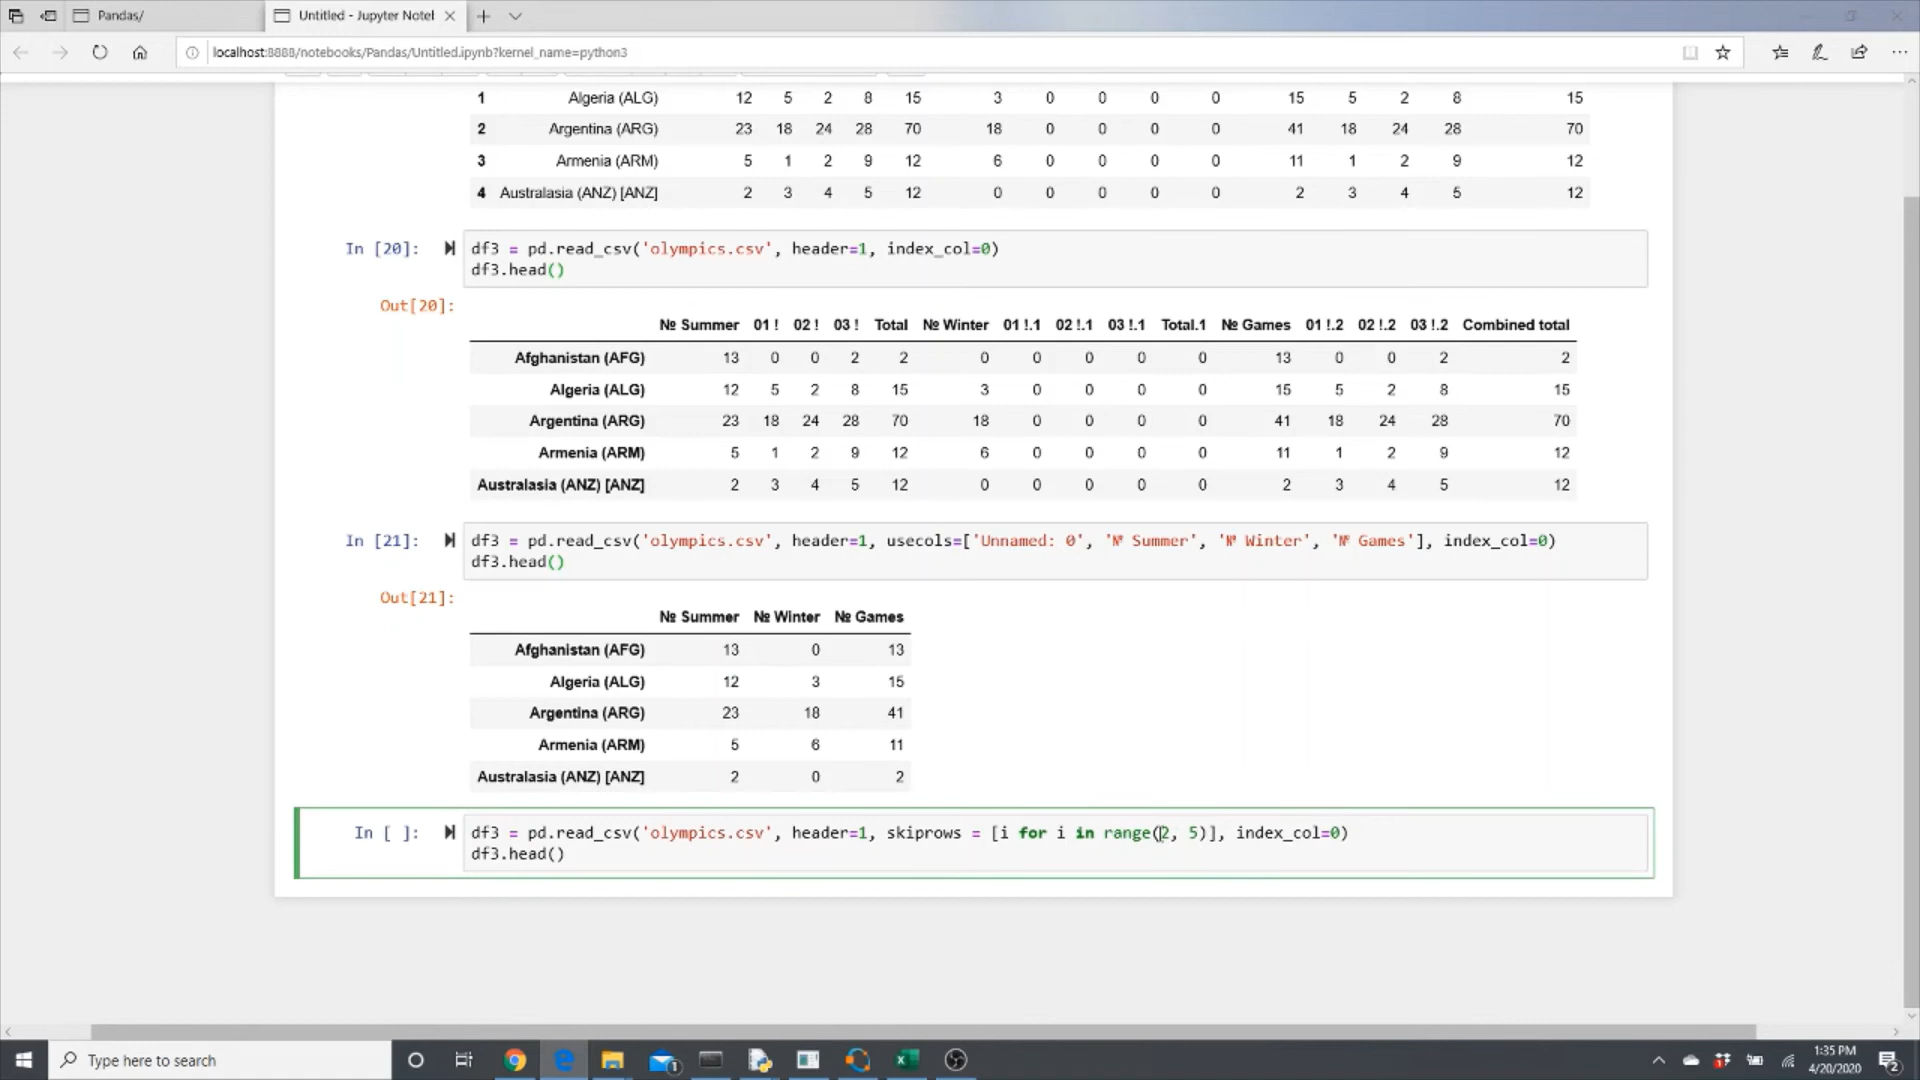 Pandas/
Untitled - Jupyter Notel
localhost:8888/notebooks/Pandas/Untitled.ipynb?kernel_name=python3
1 Algeria (ALG) 12 5 2 8 15 3 0 0 0 0 15 5 2 8 15
2 Argentina (ARG) 23 18 24 28 70 18 0 0 0 0 41 18 24 28 70
3 Armenia (ARM) 5 1 2 9 12 6 0 0 0 0 11 1 2 9 12
4 Australasia (ANZ) [ANZ] 2 3 4 5 12 0 0 0 0 0 2 3 4 5 12
In [20]: df3 = pd.read_csv('olympics.csv', header=1, index_col=0)
df3.head()
Out[20]:
№ Summer 01 ! 02 ! 03 ! Total № Winter 01 !.1 02 !.1 03 !.1 Total.1 № Games 01 !.2 02 !.2 03 !.2 Combined total
Afghanistan (AFG) 13 0 0 2 2 0 0 0 0 0 13 0 0 2 2
Algeria (ALG) 12 5 2 8 15 3 0 0 0 0 15 5 2 8 15
Argentina (ARG) 23 18 24 28 70 18 0 0 0 0 41 18 24 28 70
Armenia (ARM) 5 1 2 9 12 6 0 0 0 0 11 1 2 9 12
Australasia (ANZ) [ANZ] 2 3 4 5 12 0 0 0 0 0 2 3 4 5 12
In [21]: df3 = pd.read_csv('olympics.csv', header=1, usecols=['Unnamed: 0', '№ Summer', '№ Winter', '№ Games'], index_col=0)
df3.head()
Out[21]:
№ Summer № Winter № Games
Afghanistan (AFG) 13 0 13
Algeria (ALG) 12 3 15
Argentina (ARG) 23 18 41
Armenia (ARM) 5 6 11
Australasia (ANZ) [ANZ] 2 0 2
In [ ]: df3 = pd.read_csv('olympics.csv', header=1, skiprows = [i for i in range(2, 5)], index_col=0)
df3.head()
Type here to search
1:35 PM
4/20/2020